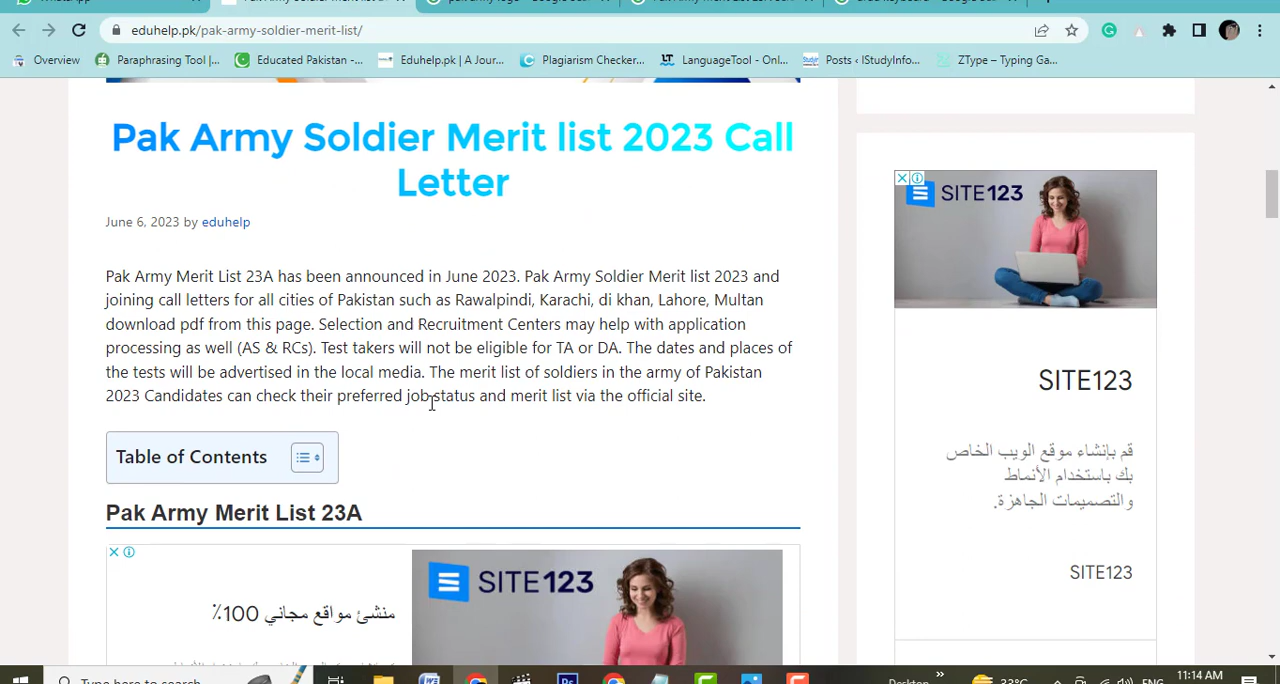 WhatsApp
eduhelp.pk/pak-army-soldier-merit-list/
Overview
Paraphrasing Tool |...
Educated Pakistan -...
Eduhelp.pk | A Jour...
Plagiarism Checker...
LanguageTool - Onl...
Posts ‹ IStudyInfo...
ZType – Typing Ga...
Pak Army Soldier Merit list 2023 Call
Letter
June 6, 2023 by eduhelp
Pak Army Merit List 23A has been announced in June 2023. Pak Army Soldier Merit list 2023 and
joining call letters for all cities of Pakistan such as Rawalpindi, Karachi, di khan, Lahore, Multan
download pdf from this page. Selection and Recruitment Centers may help with application
processing as well (AS & RCs). Test takers will not be eligible for TA or DA. The dates and places of
the tests will be advertised in the local media. The merit list of soldiers in the army of Pakistan
2023 Candidates can check their preferred job status and merit list via the official site.
Table of Contents
Pak Army Merit List 23A
SITE123
منشئ مواقع مجاني 100٪
SITE123
SITE123
قم بإنشاء موقع الويب الخاص
بك باستخدام الأنماط
والتصميمات الجاهزة.
SITE123
Type here to search
Desktop
33°C
ENG
11:14 AM